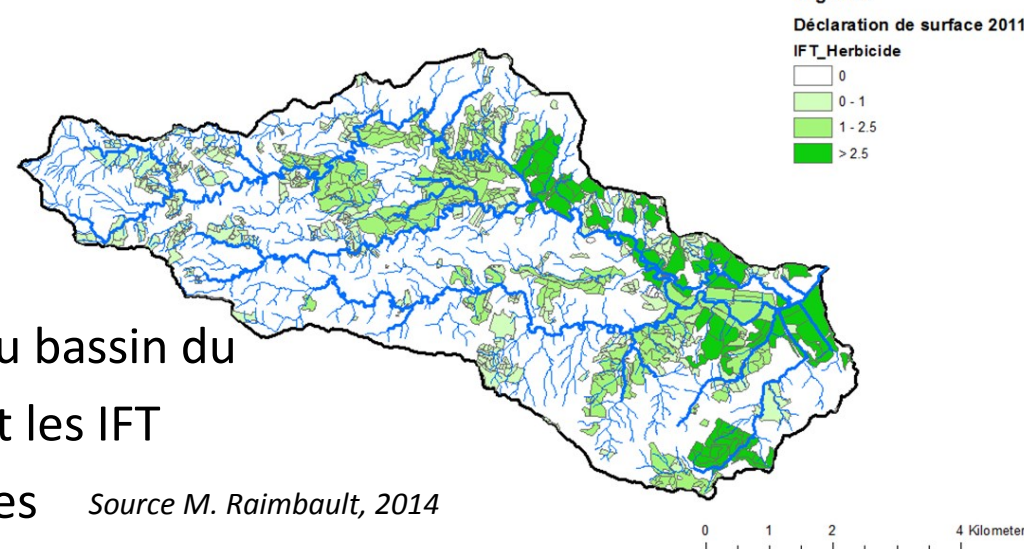 Déclaration de surface 2011
IFT_Herbicide
0
0 - 1
1 - 2.5
> 2.5
u bassin du
t les IFT
es
Source M. Raimbault, 2014
0 1 2 4 Kilometer